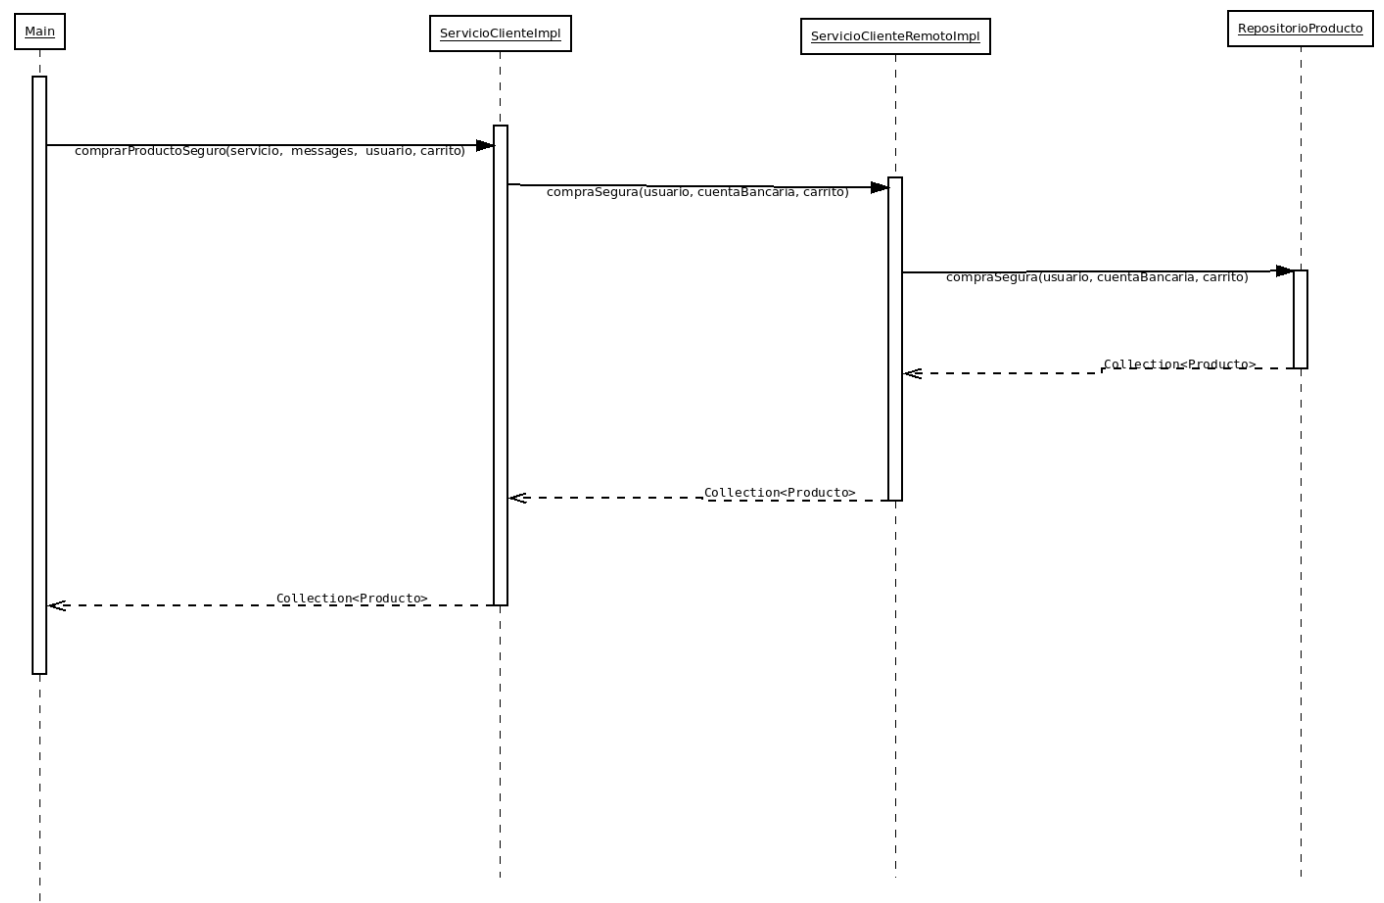 Main
ServicioClienteImpl
ServicioClienteRemotoImpl
RepositorioProducto
comprarProductoSeguro(servicio, messages, usuario, carrito)
compraSegura(usuario, cuentaBancaria, carrito)
compraSegura(usuario, cuentaBancaria, carrito)
Collection<Producto>
Collection<Producto>
Collection<Producto>